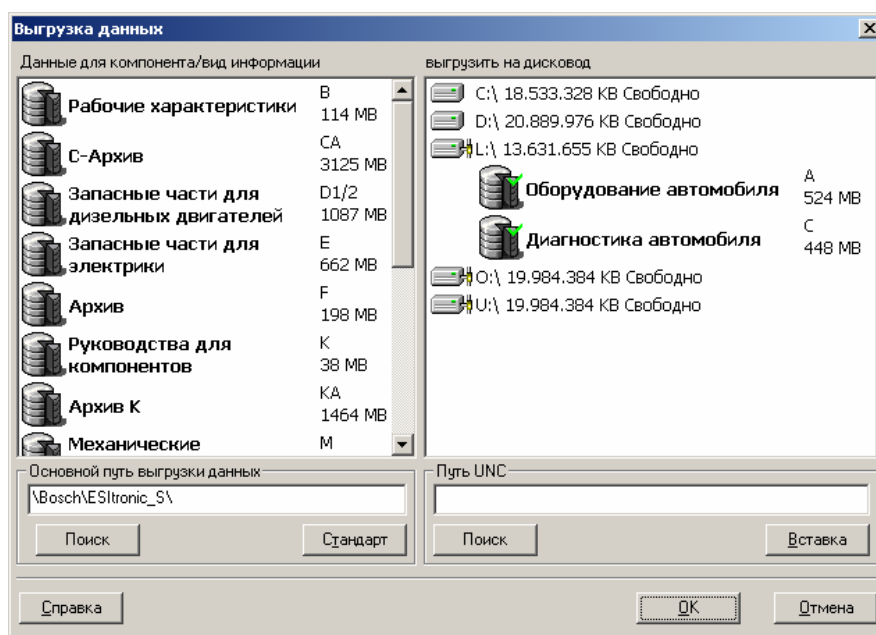 Выгрузка данных
Данные для компонента/вид информации
Рабочие характеристики
B
114 MB
С-Архив
CA
3125 MB
Запасные части для
дизельных двигателей
D1/2
1087 MB
Запасные части для
электрики
E
662 MB
Архив
F
198 MB
Руководства для
компонентов
K
38 MB
Архив К
KA
1464 MB
Механические
M
выгрузить на дисковод
C:\ 18.533.328 KB Свободно
D:\ 20.889.976 KB Свободно
L:\ 13.631.655 KB Свободно
Оборудование автомобиля
A
524 MB
Диагностика автомобиля
C
448 MB
O:\ 19.984.384 KB Свободно
U:\ 19.984.384 KB Свободно
Основной путь выгрузки данных
\Bosch\ESItronic_S\
Поиск
Стандарт
Путь UNC
Поиск
Вставка
Справка
OK
Отмена